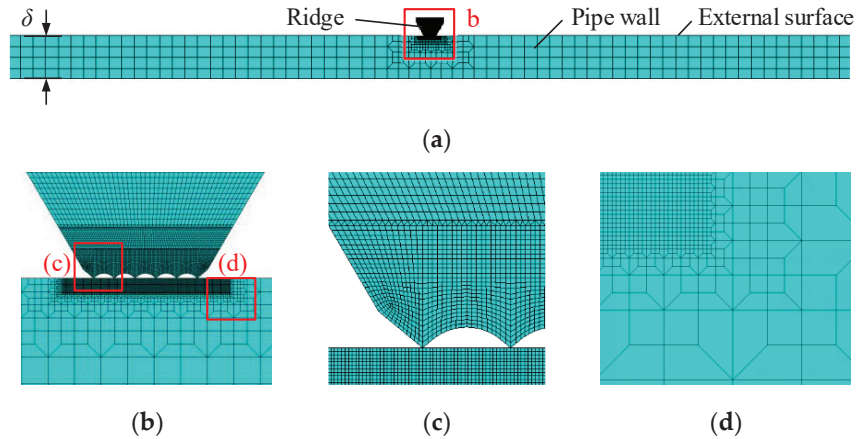 δ
Ridge
b
Pipe wall
External surface
(a)
(c)
(d)
(b)
(c)
(d)